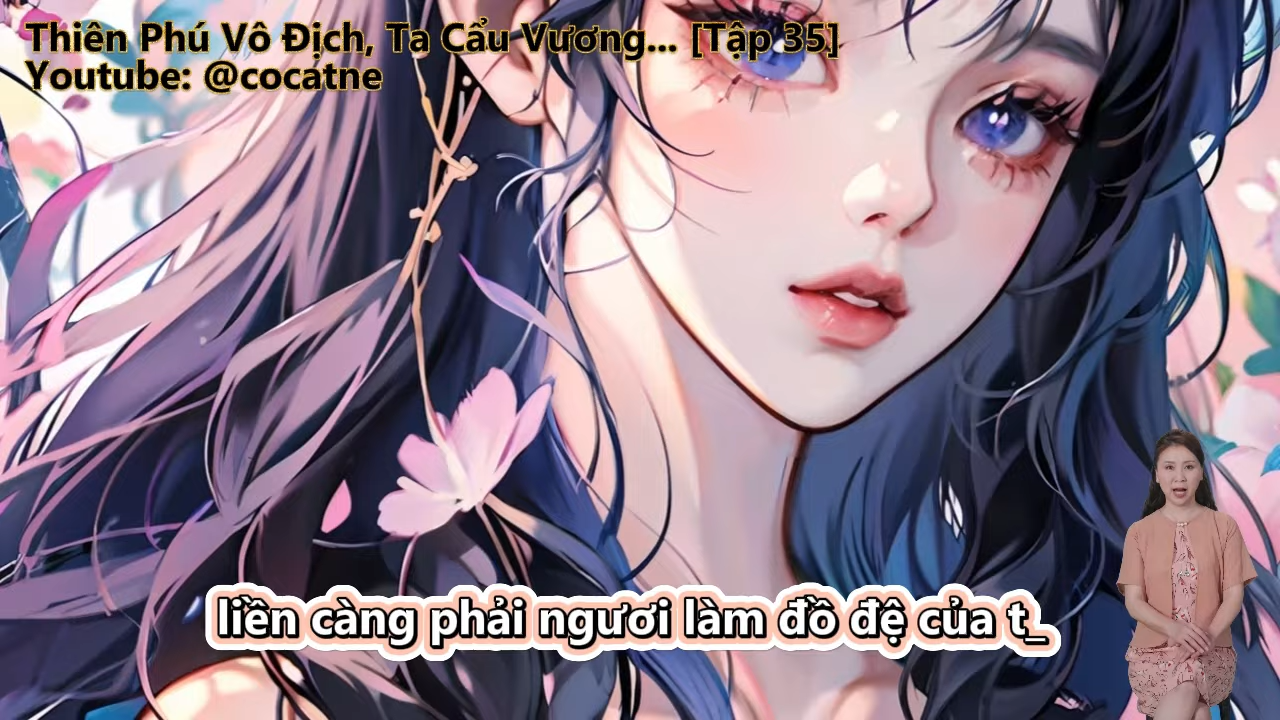 Thiên Phú Vô Địch, Ta Cẩu Vương... [Tập 35]
Youtube: @cocatne
liền càng phải ngươi làm đồ đệ của t_